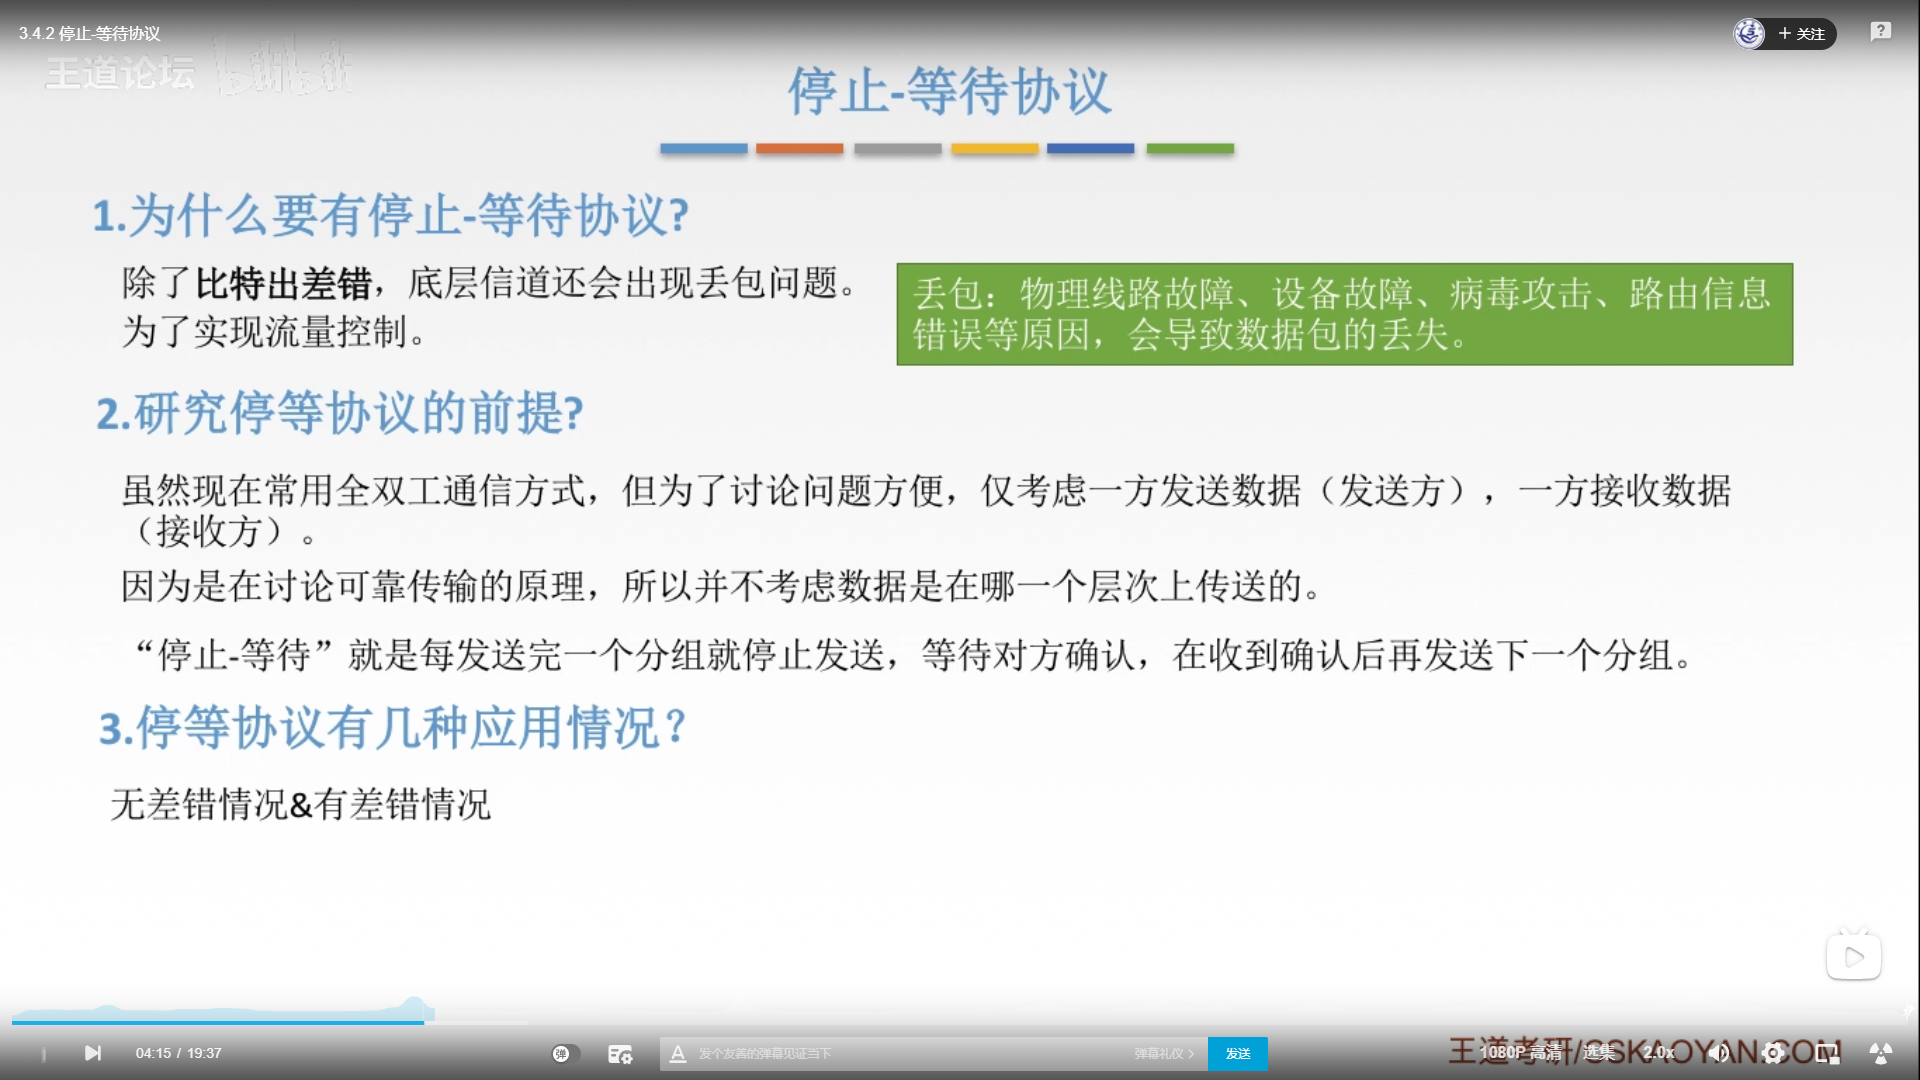 3.4.2 停止-等待协议
+ 关注
王道论坛 bilibili
停止-等待协议
1.为什么要有停止-等待协议?
除了比特出差错，底层信道还会出现丢包问题。
为了实现流量控制。
丢包：物理线路故障、设备故障、病毒攻击、路由信息
错误等原因，会导致数据包的丢失。
2.研究停等协议的前提?
虽然现在常用全双工通信方式，但为了讨论问题方便，仅考虑一方发送数据（发送方），一方接收数据
（接收方）。
因为是在讨论可靠传输的原理，所以并不考虑数据是在哪一个层次上传送的。
“停止-等待”就是每发送完一个分组就停止发送，等待对方确认，在收到确认后再发送下一个分组。
3.停等协议有几种应用情况？
无差错情况&有差错情况
04:15 / 19:37
弹
发个友善的弹幕见证当下
弹幕礼仪 >
发送
王道考研/CSKAOYAN.COM
1080P 高清
选集
2.0x